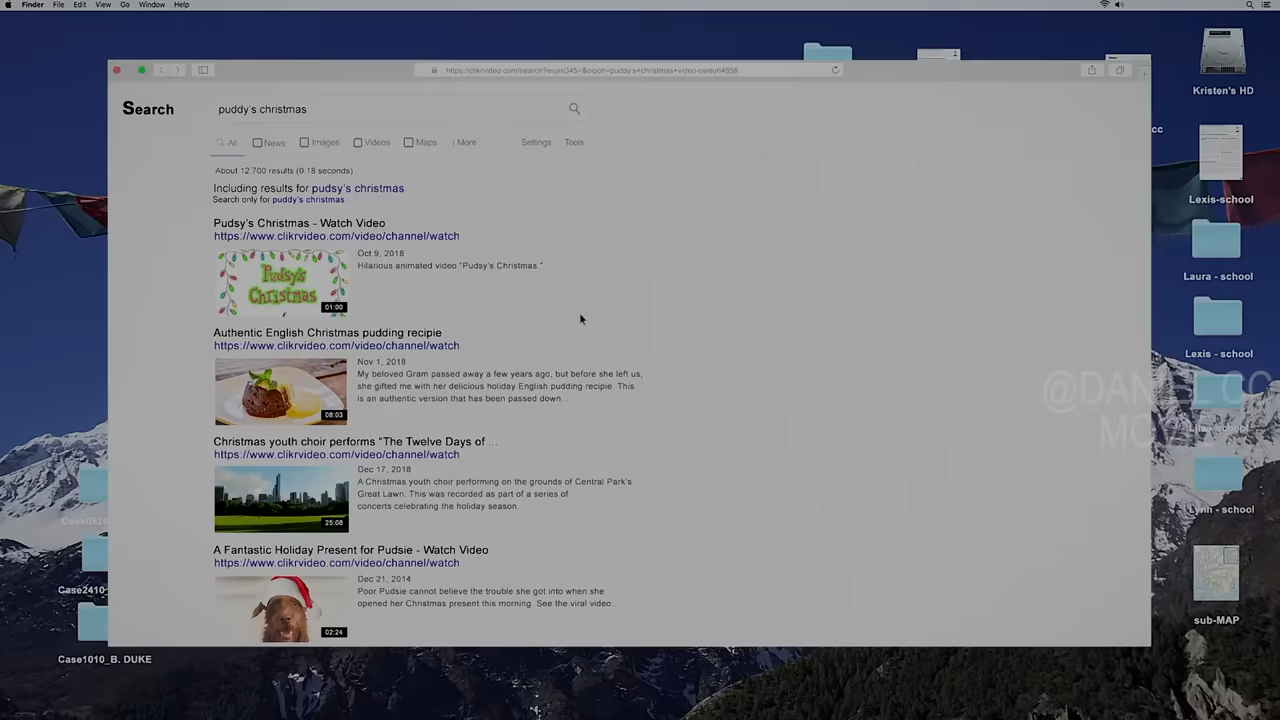 Finder File Edit View Go Window Help
Kristen's HD
Search
puddy's christmas
All News Images Videos Maps More Settings Tools
About 12,700 results (0.18 seconds)
Including results for pudsy's christmas
Search only for puddy's christmas
Pudsy's Christmas - Watch Video
https://www.clikrvideo.com/video/channel/watch
Pudsy's
Christmas
01:00
Oct 9, 2018
Hilarious animated video "Pudsy's Christmas "
Authentic English Christmas pudding recipie
https://www.clikrvideo.com/video/channel/watch
08:03
Nov 1, 2018
My beloved Gram passed away a few years ago, but before she left us,
she gifted me with her delicious holiday English pudding recipie. This
is an authentic version that has been passed down...
Christmas youth choir performs "The Twelve Days of ...
https://www.clikrvideo.com/video/channel/watch
25:08
Dec 17, 2018
A Christmas youth choir performing on the grounds of Central Park's
Great Lawn. This was recorded as part of a series of
concerts celebrating the holiday season.
A Fantastic Holiday Present for Pudsie - Watch Video
https://www.clikrvideo.com/video/channel/watch
02:24
Dec 21, 2014
Poor Pudsie cannot believe the trouble she got into when she
opened her Christmas present this morning. See the viral video...
cc
Lexis-school
Laura - school
Lexis - school
Lynn - school
sub-MAP
Case2410
Case1010_B. DUKE